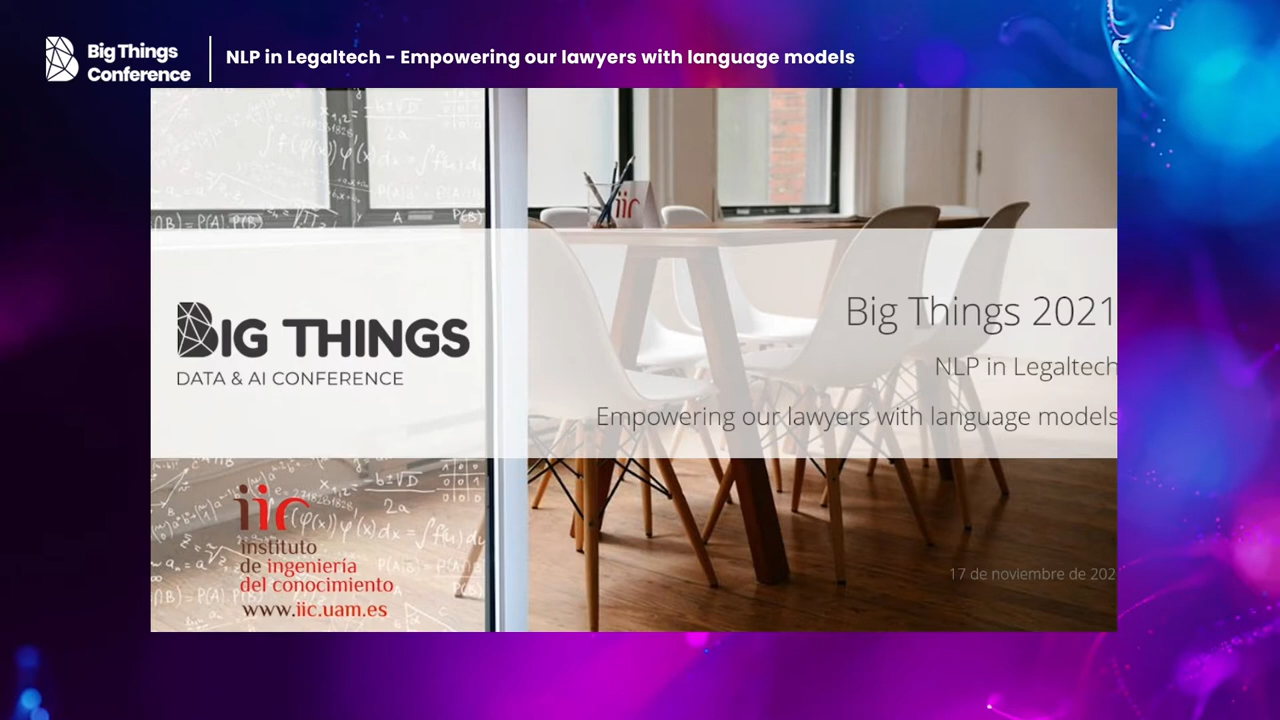 Big Things
Conference
NLP in Legaltech - Empowering our lawyers with language models
iic
BIG THINGS
DATA & AI CONFERENCE
Big Things 2021
NLP in Legaltech
Empowering our lawyers with language models
iic
instituto
de ingeniería
del conocimiento
www.iic.uam.es
17 de noviembre de 202